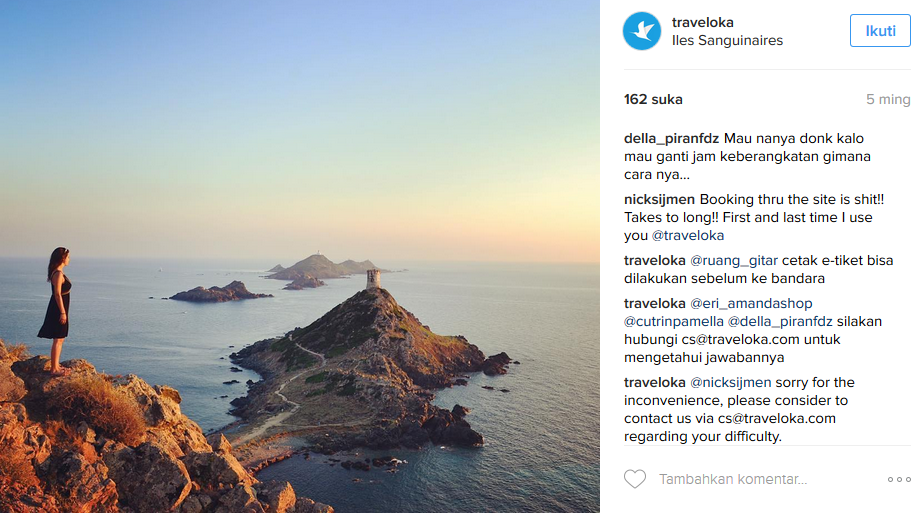 traveloka
Iles Sanguinaires
Ikuti
162 suka
5 ming
della_piranfdz Mau nanya donk kalo
mau ganti jam keberangkatan gimana
cara nya...
nicksijmen Booking thru the site is shit!!
Takes to long!! First and last time I use
you @traveloka
traveloka @ruang_gitar cetak e-tiket bisa
dilakukan sebelum ke bandara
traveloka @eri_amandashop
@cutrinpamella @della_piranfdz silakan
hubungi cs@traveloka.com untuk
mengetahui jawabannya
traveloka @nicksijmen sorry for the
inconvenience, please consider to
contact us via cs@traveloka.com
regarding your difficulty.
Tambahkan komentar...